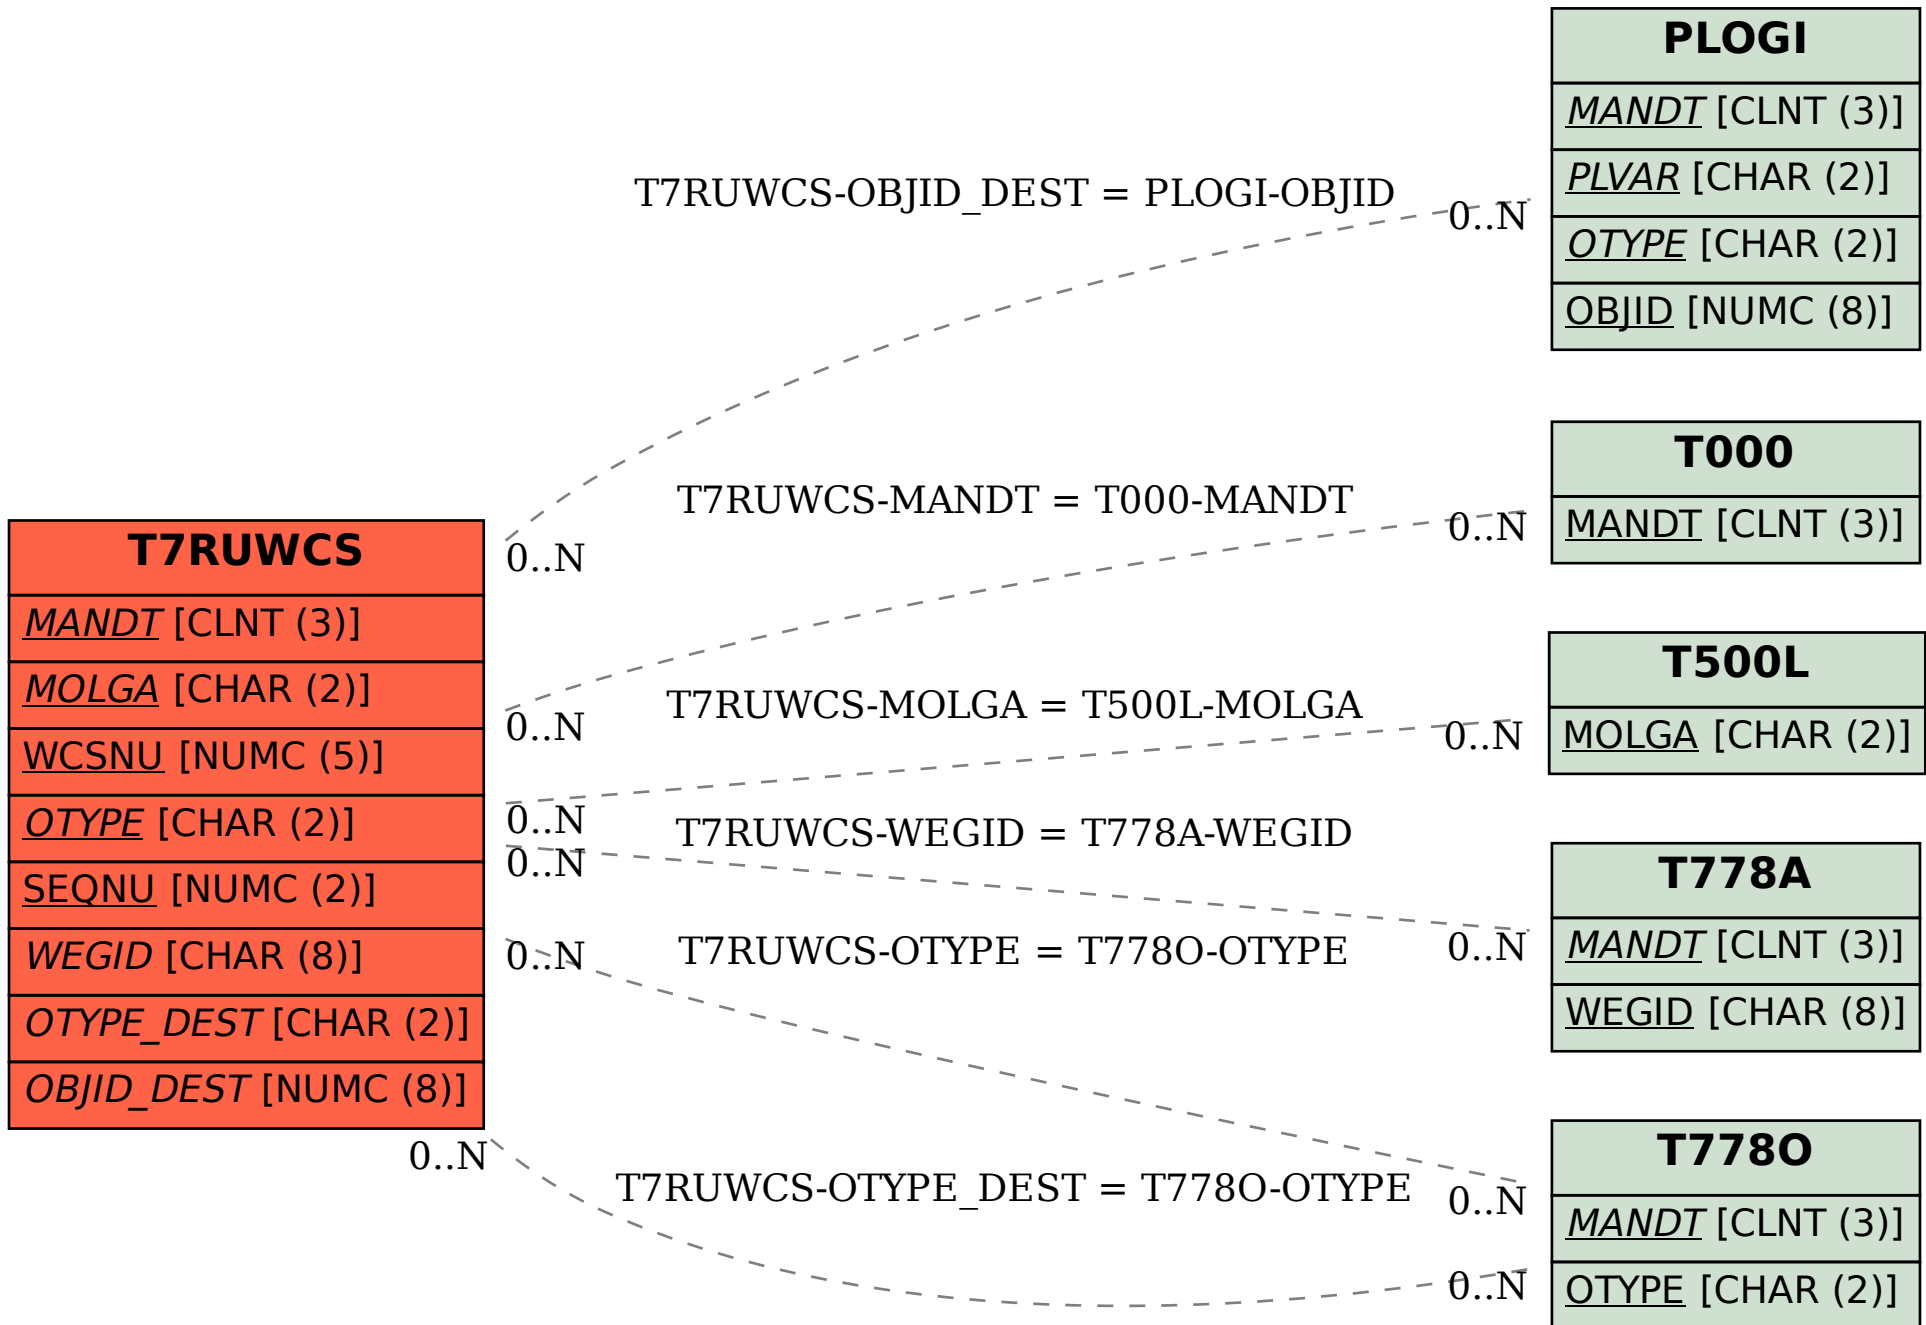 T7RUWCS
MANDT [CLNT (3)]
MOLGA [CHAR (2)]
WCSNU [NUMC (5)]
OTYPE [CHAR (2)]
SEQNU [NUMC (2)]
WEGID [CHAR (8)]
OTYPE_DEST [CHAR (2)]
OBJID_DEST [NUMC (8)]
T7RUWCS-OBJID_DEST = PLOGI-OBJID
0..N
0..N
T7RUWCS-MANDT = T000-MANDT
0..N
0..N
T7RUWCS-MOLGA = T500L-MOLGA
0..N
0..N
T7RUWCS-WEGID = T778A-WEGID
0..N
0..N
T7RUWCS-OTYPE = T778O-OTYPE
0..N
0..N
T7RUWCS-OTYPE_DEST = T778O-OTYPE
0..N
0..N
PLOGI
MANDT [CLNT (3)]
PLVAR [CHAR (2)]
OTYPE [CHAR (2)]
OBJID [NUMC (8)]
T000
MANDT [CLNT (3)]
T500L
MOLGA [CHAR (2)]
T778A
MANDT [CLNT (3)]
WEGID [CHAR (8)]
T778O
MANDT [CLNT (3)]
OTYPE [CHAR (2)]